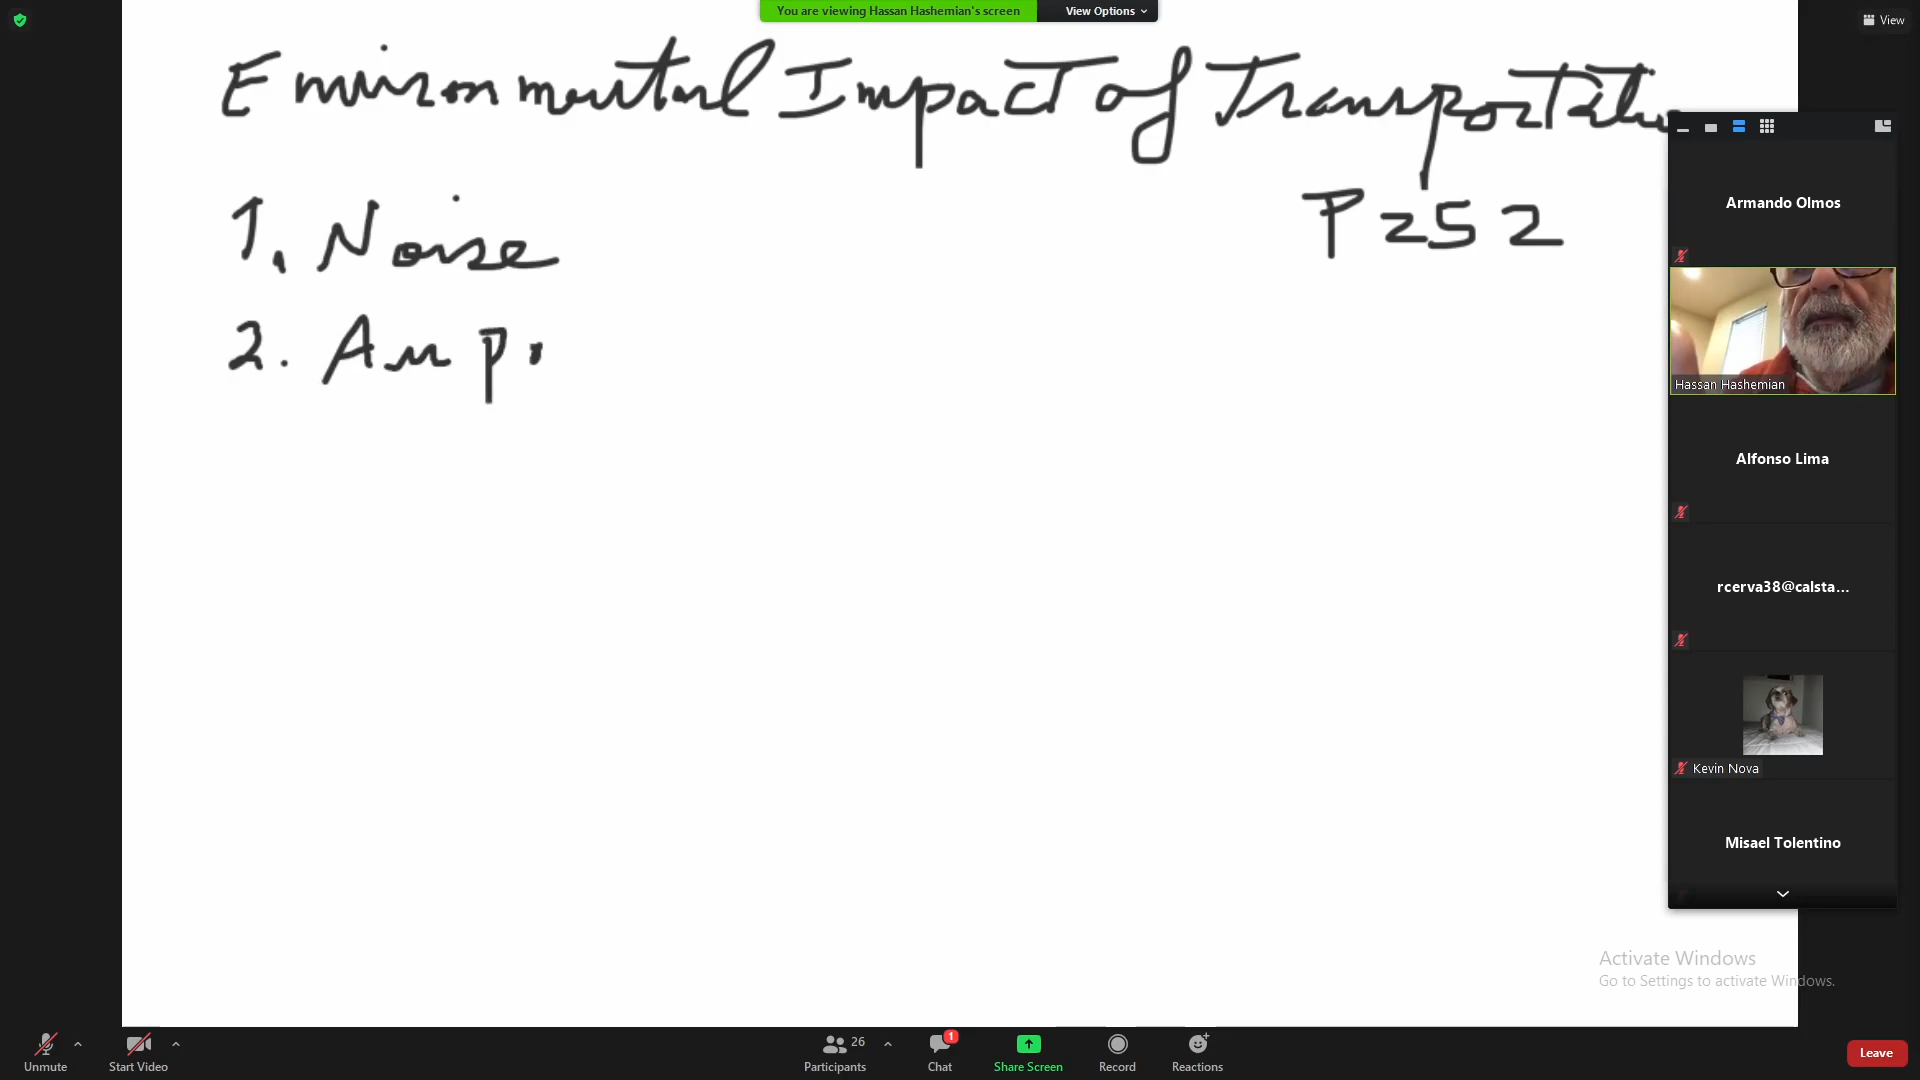 You are viewing Hassan Hashemian's screen
View Options
View
Environmental Impact of Transportation
P 252
1. Noise
2. Air p.
Armando Olmos
Hassan Hashemian
Alfonso Lima
rcerva38@calsta...
Kevin Nova
Misael Tolentino
Activate Windows
Go to Settings to activate Windows.
Unmute
Start Video
26
Participants
1
Chat
Share Screen
Record
Reactions
Leave